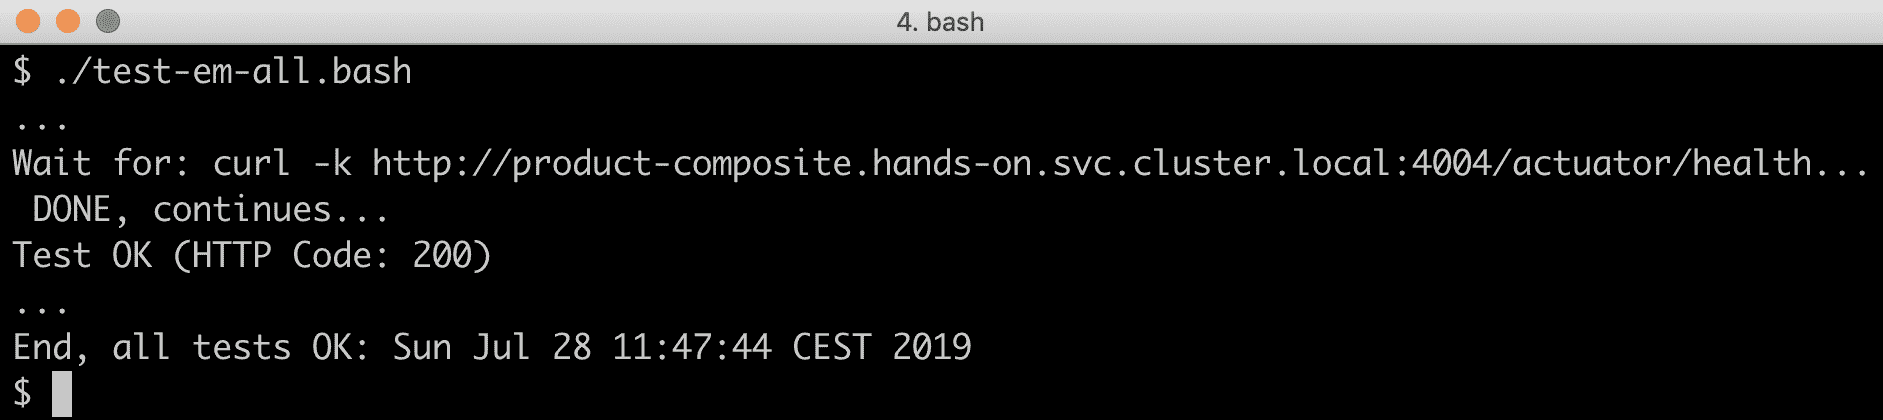 4. bash
$ ./test-em-all.bash
...
Wait for: curl -k http://product-composite.hands-on.svc.cluster.local:4004/actuator/health...
 DONE, continues...
Test OK (HTTP Code: 200)
...
End, all tests OK: Sun Jul 28 11:47:44 CEST 2019
$